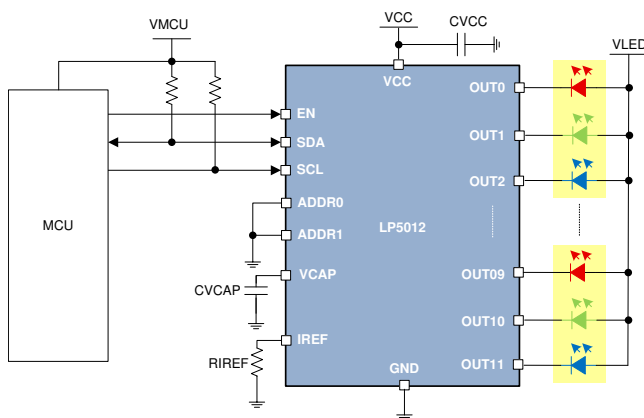 VMCU
VCC
CVCC
VLED
VCC
OUT0
EN
OUT1
SDA
SCL
OUT2
ADDR0
MCU
LP5012
ADDR1
VCAP
OUT09
CVCAP
OUT10
IREF
RIREF
GND
OUT11